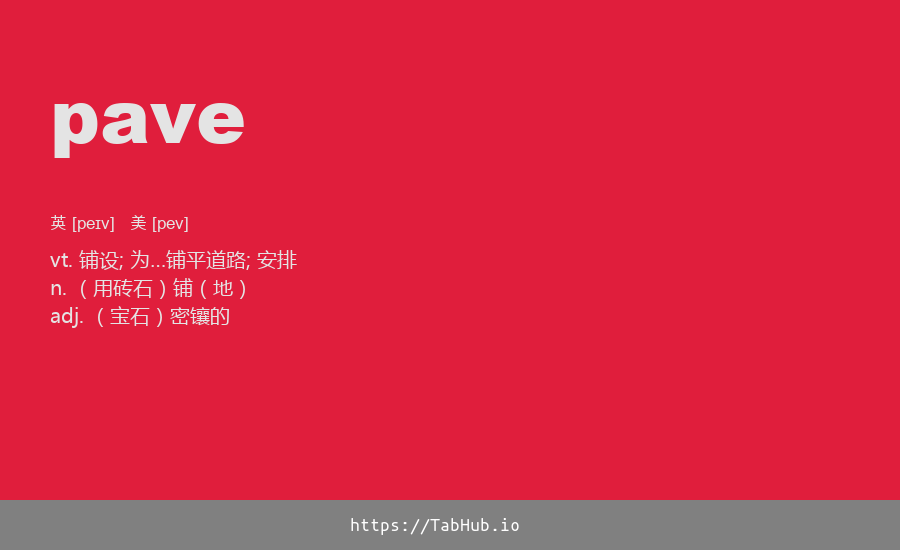 pave
英 [peɪv]   美 [pev]
vt. 铺设; 为...铺平道路; 安排
n. （用砖石）铺（地）
adj. （宝石）密镶的
https://TabHub.io